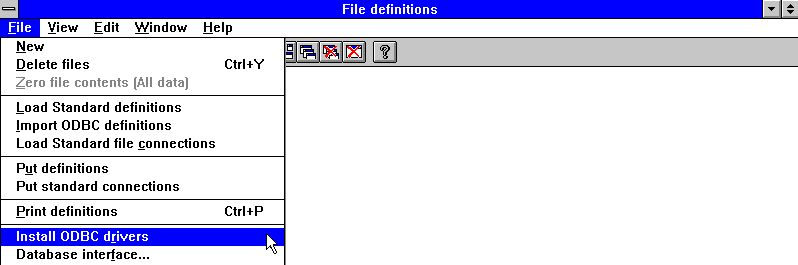 File definitions
File View Edit Window Help
New
Delete files Ctrl+Y
Zero file contents (All data)
Load Standard definitions
Import ODBC definitions
Load Standard file connections
Put definitions
Put standard connections
Print definitions Ctrl+P
Install ODBC drivers
Database interface...
?